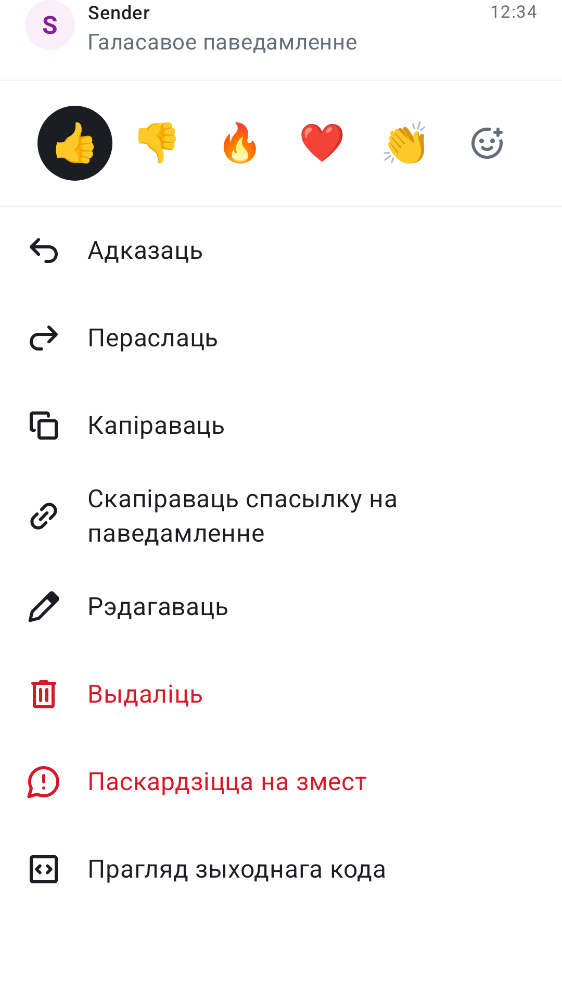 S
Sender
12:34
Галасавое паведамленне
Адказаць
Пераслаць
Капіраваць
Скапіраваць спасылку на
паведамленне
Рэдагаваць
Выдаліць
Паскардзіцца на змест
Прагляд зыходнага кода